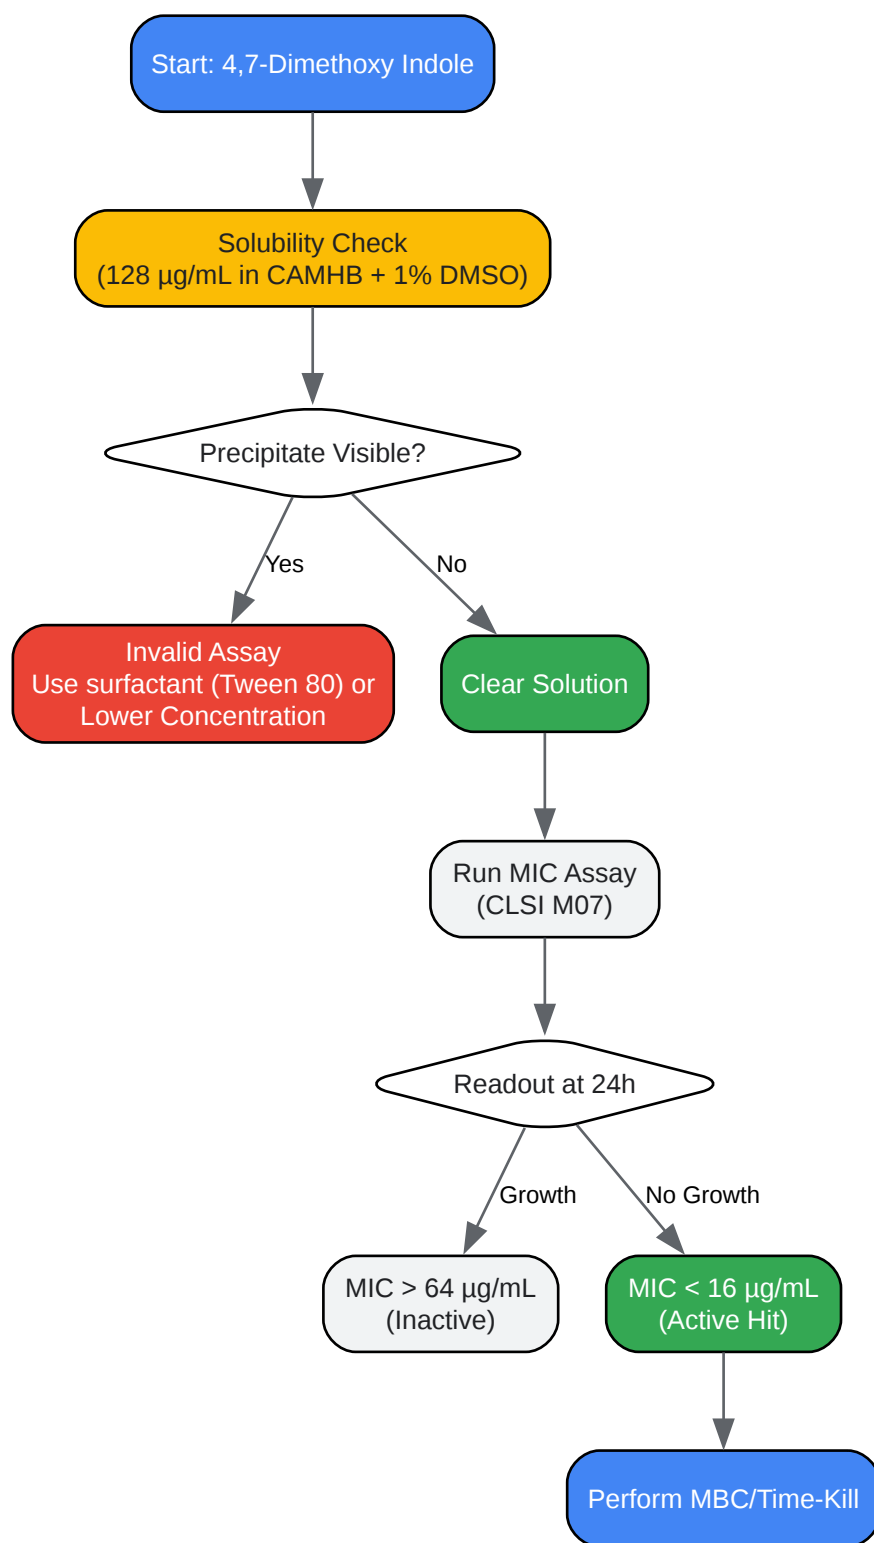 Start: 4,7-Dimethoxy Indole
Solubility Check
(128 µg/mL in CAMHB + 1% DMSO)
Precipitate Visible?
Yes
No
Invalid Assay
Use surfactant (Tween 80) or
Lower Concentration
Clear Solution
Run MIC Assay
(CLSI M07)
Readout at 24h
Growth
No Growth
MIC > 64 µg/mL
(Inactive)
MIC < 16 µg/mL
(Active Hit)
Perform MBC/Time-Kill